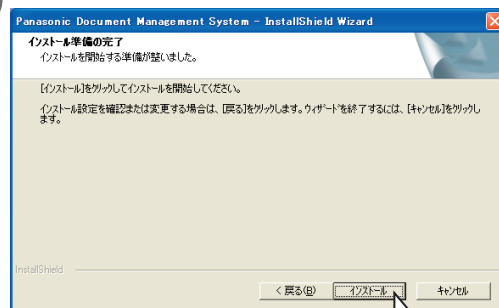 Panasonic Document Management System - InstallShield Wizard
インストール準備の完了
インストールを開始する準備が整いました。
[インストール]をクリックしてインストールを開始してください。
インストール設定を確認または変更する場合は、[戻る]をクリックします。ウィザードを終了するには、[キャンセル]をクリックし
ます。
InstallShield
< 戻る(B) インストール キャンセル